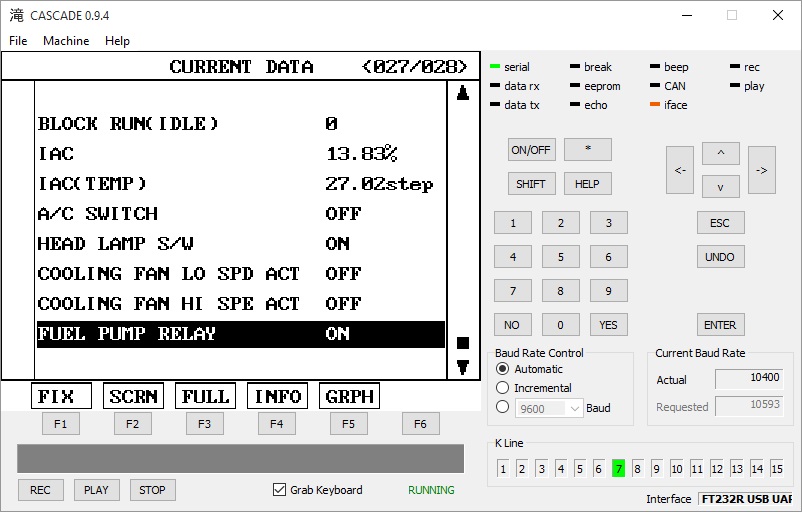 滝 CASCADE 0.9.4
File Machine Help
CURRENT DATA <027/028>
BLOCK RUN(IDLE) 0
IAC 13.83%
IAC(TEMP) 27.02step
A/C SWITCH OFF
HEAD LAMP S/W ON
COOLING FAN LO SPD ACT OFF
COOLING FAN HI SPE ACT OFF
FUEL PUMP RELAY ON
FIX SCRN FULL INFO GRPH
F1 F2 F3 F4 F5 F6
REC PLAY STOP Grab Keyboard RUNNING
serial break beep rec
data rx eeprom CAN play
data tx echo iface
ON/OFF * <- ^ ->
SHIFT HELP v
1 2 3 ESC
4 5 6 UNDO
7 8 9
NO 0 YES ENTER
Baud Rate Control
Automatic
Incremental
9600 Baud
Current Baud Rate
Actual 10400
Requested 10593
K Line
1 2 3 4 5 6 7 8 9 10 11 12 13 14 15
Interface FT232R USB UAR